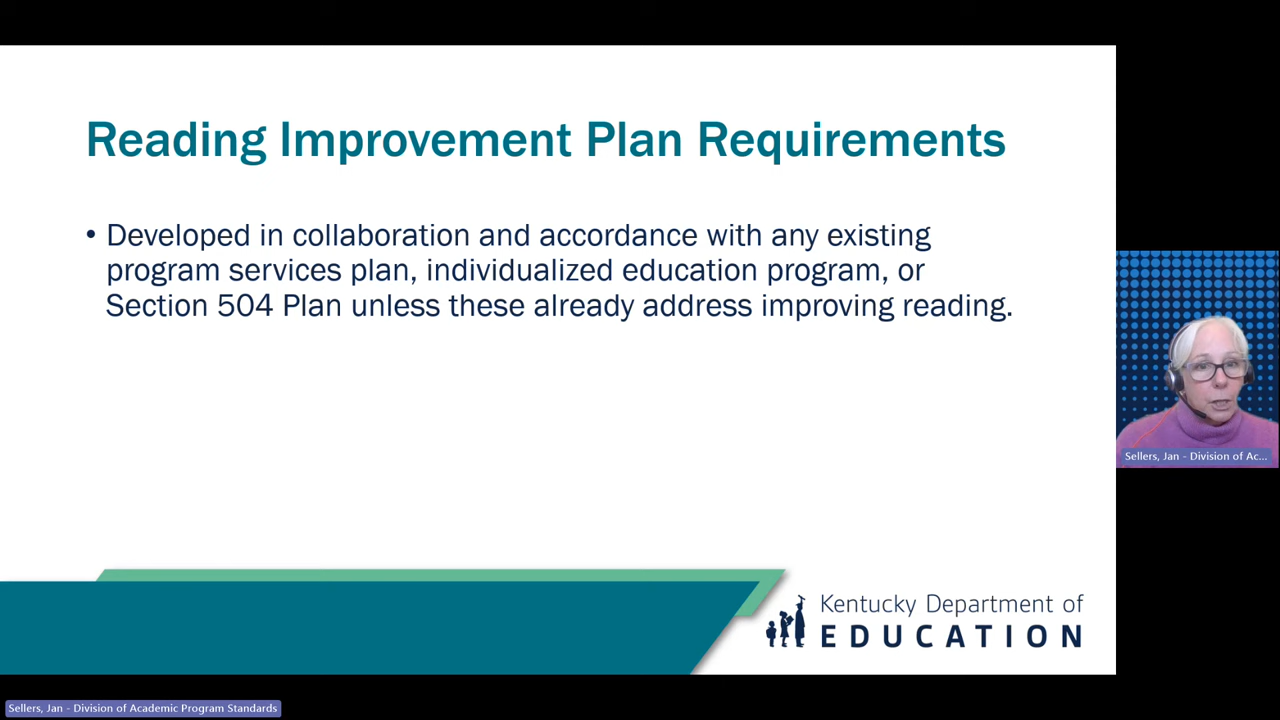 Reading Improvement Plan Requirements
• Developed in collaboration and accordance with any existing
program services plan, individualized education program, or
Section 504 Plan unless these already address improving reading.
Sellers, Jan - Division of Ac...
Kentucky Department of
EDUCATION
Sellers, Jan - Division of Academic Program Standards